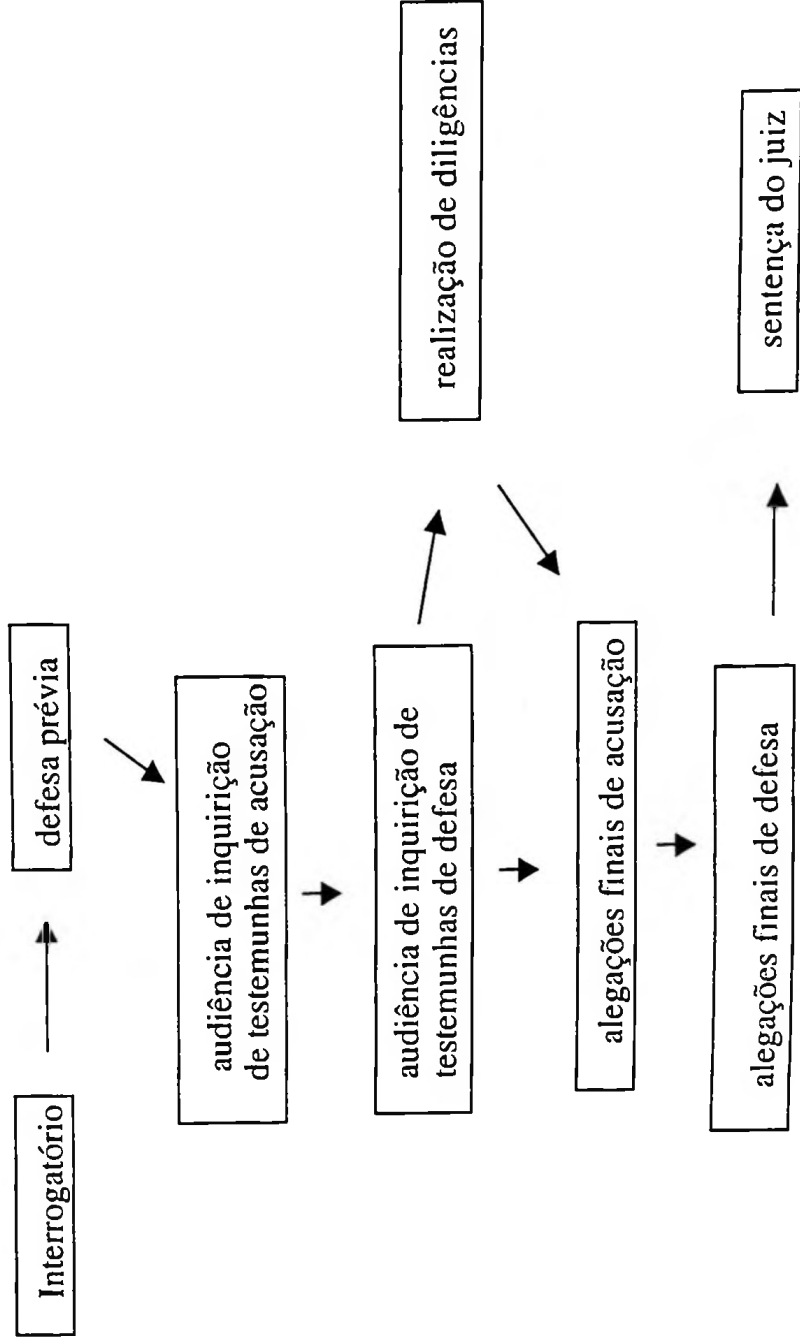 Interrogatório
defesa prévia
audiência de inquirição
de testemunhas de acusação
audiência de inquirição de
testemunhas de defesa
realização de diligências
alegações finais de acusação
alegações finais de defesa
sentença do juiz